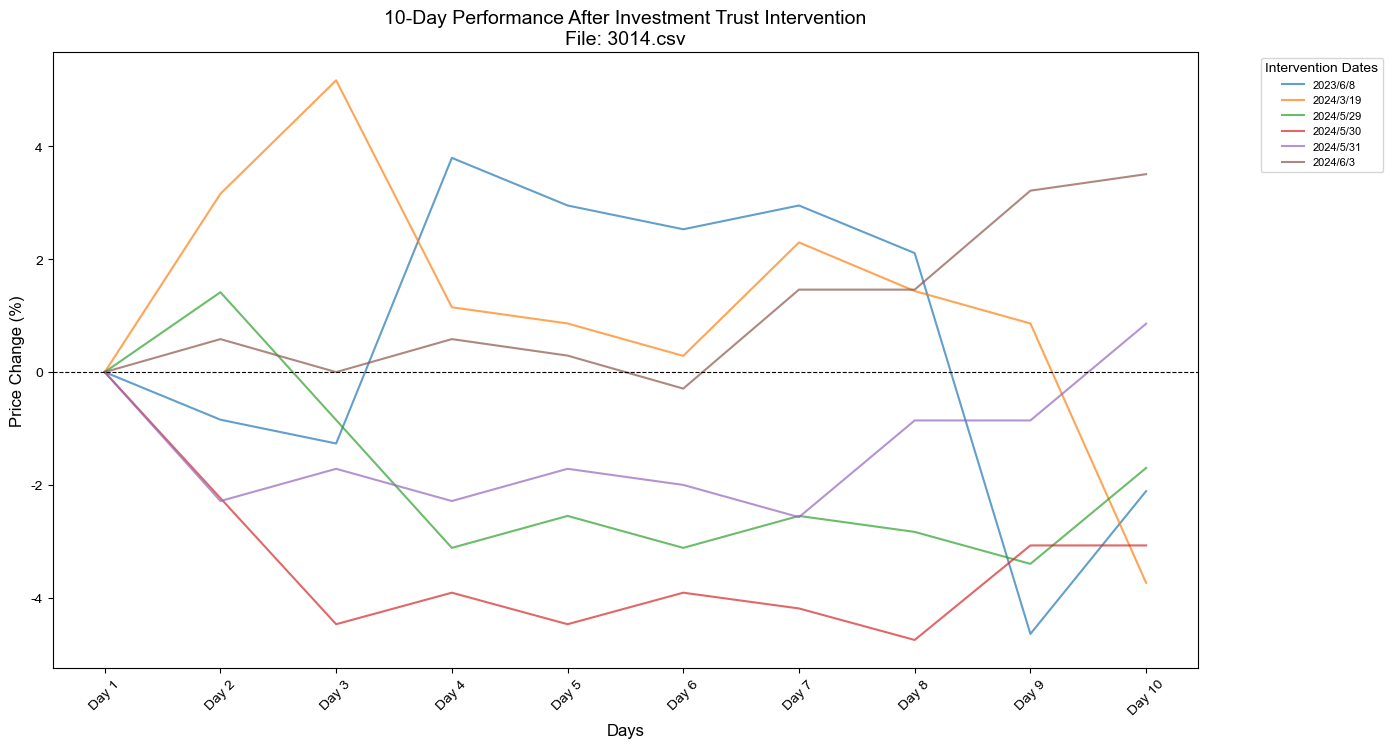 10-Day Performance After Investment Trust Intervention
File: 3014.csv
Intervention Dates
2023/6/8
2024/3/19
2024/5/29
2024/5/30
2024/5/31
2024/6/3
Price Change (%)
4
2
0
-2
-4
Day 1
Day 2
Day 3
Day 4
Day 5
Day 6
Day 7
Day 8
Day 9
Day 10
Days